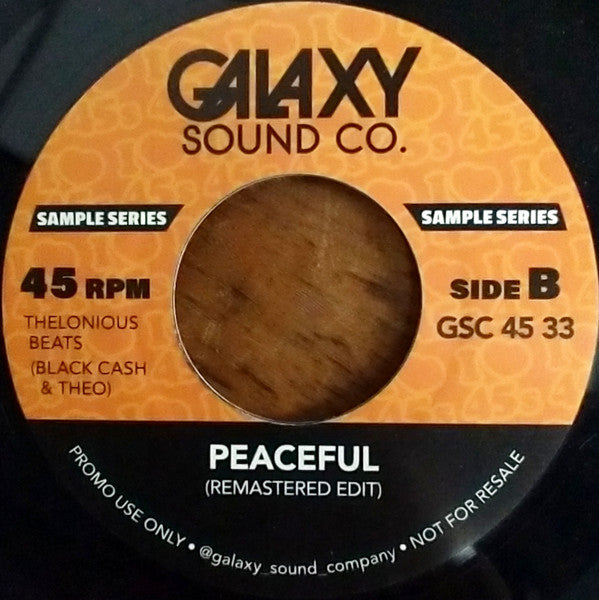 GALAXY
SOUND CO.
SAMPLE SERIES
SAMPLE SERIES
45 RPM
SIDE B
THELONIOUS
BEATS
(BLACK CASH
& THEO)
GSC 45 33
PEACEFUL
(REMASTERED EDIT)
PROMO USE ONLY • @galaxy_sound_company • NOT FOR RESALE